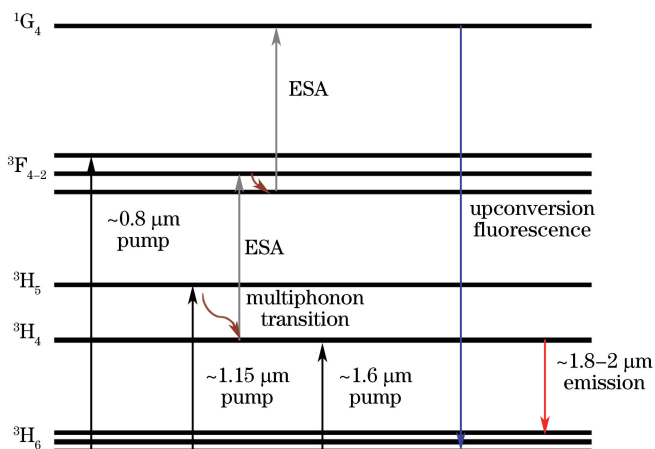 ¹G₄
ESA
³F₄₋₂
~0.8 µm
pump
upconversion
fluorescence
ESA
³H₅
multiphonon
transition
³H₄
~1.15 µm
pump
~1.6 µm
pump
~1.8–2 µm
emission
³H₆